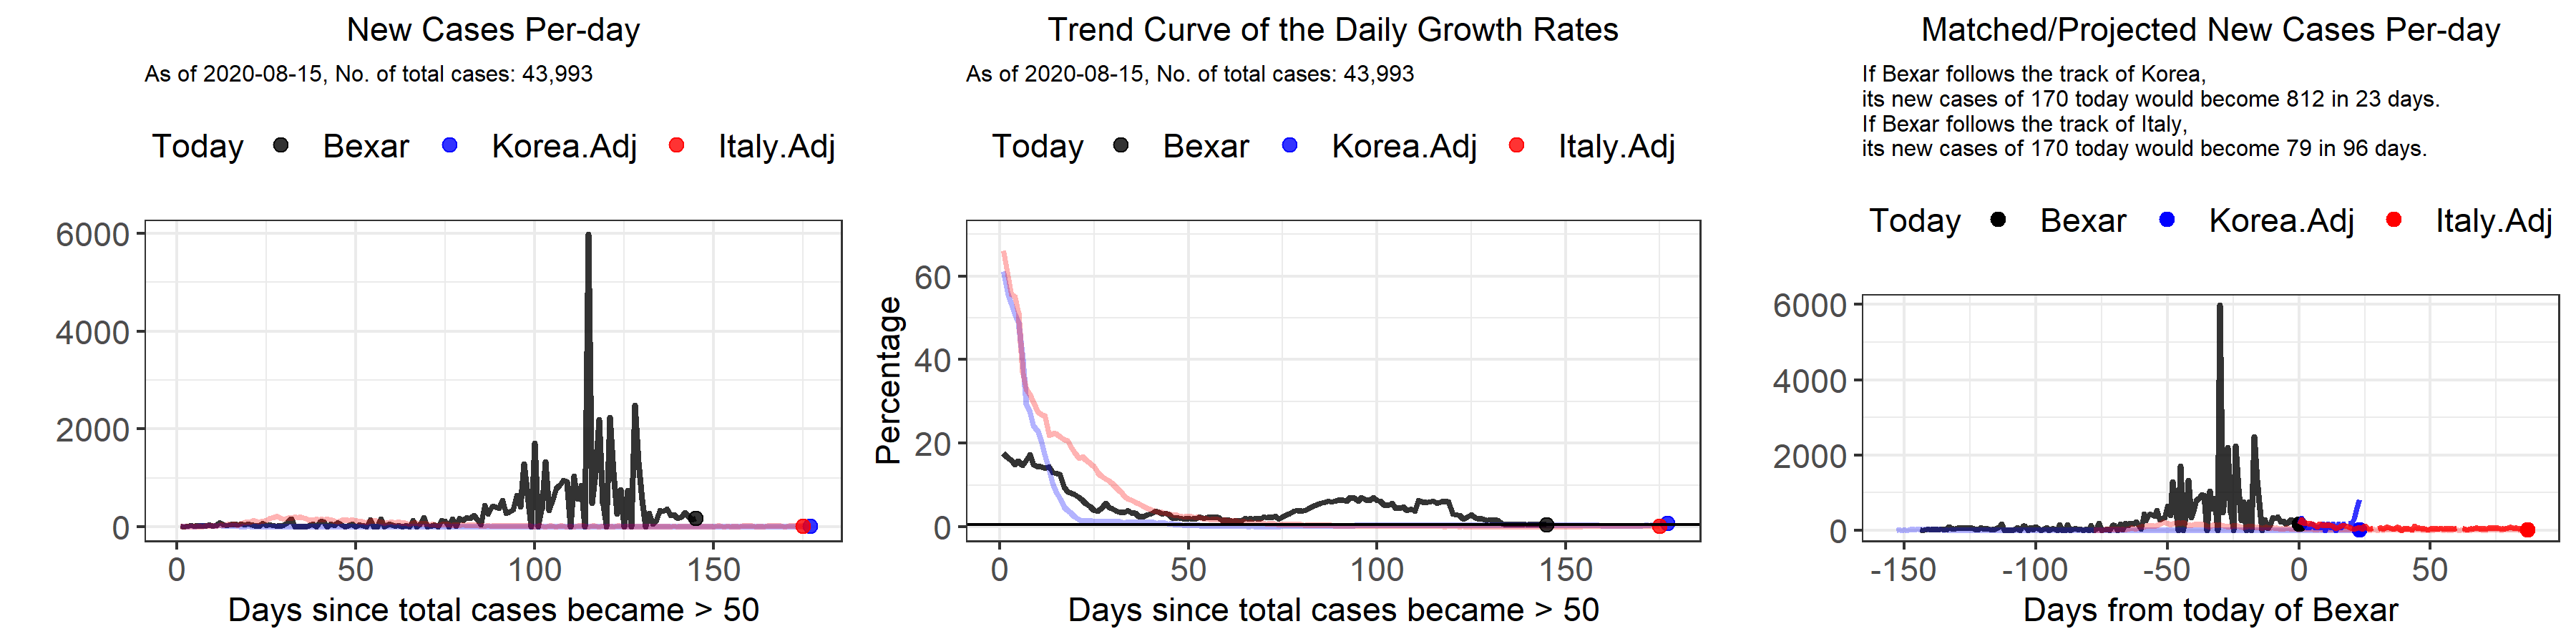 New Cases Per-day
As of 2020-08-15, No. of total cases: 43,993
Today Bexar Korea.Adj Italy.Adj
6000
4000
2000
0
0 50 100 150
Days since total cases became > 50
Trend Curve of the Daily Growth Rates
As of 2020-08-15, No. of total cases: 43,993
Today Bexar Korea.Adj Italy.Adj
Percentage
60
40
20
0
0 50 100 150
Days since total cases became > 50
Matched/Projected New Cases Per-day
If Bexar follows the track of Korea,
its new cases of 170 today would become 812 in 23 days.
If Bexar follows the track of Italy,
its new cases of 170 today would become 79 in 96 days.
Today Bexar Korea.Adj Italy.Adj
6000
4000
2000
0
-150 -100 -50 0 50
Days from today of Bexar